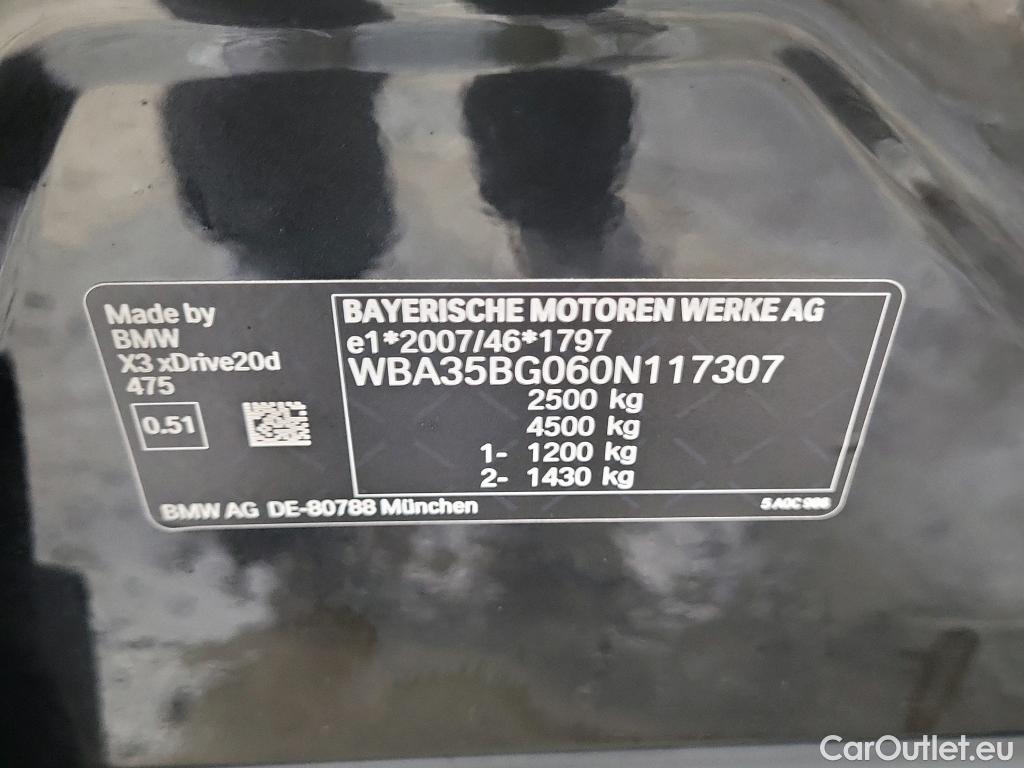 Made by
BMW
X3 xDrive20d
475
0.51
BAYERISCHE MOTOREN WERKE AG
e1*2007/46*1797
WBA35BG060N117307
2500 kg
4500 kg
1- 1200 kg
2- 1430 kg
BMW AG DE-80788 München
CarOutlet.eu